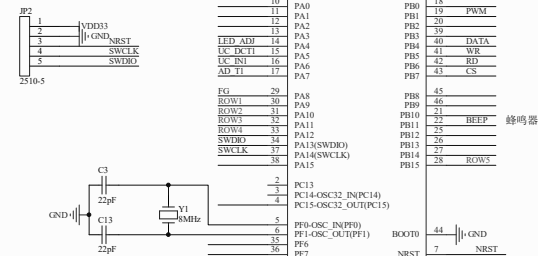 JP2
1 VDD33
2 GND
3 NRST
4 SWCLK
5 SWDIO
2510-5
10 PA0
11 PA1
12 PA2
13 PA3
LED_ADJ 14 PA4
UC_DCT1 15 PA5
UC_IN1 16 PA6
AD_T1 17 PA7
FG 29 PA8
ROW1 30 PA9
ROW2 31 PA10
ROW3 32 PA11
ROW4 33 PA12
SWDIO 34 PA13(SWDIO)
SWCLK 37 PA14(SWCLK)
38 PA15
2 PC13
3 PC14-OSC32_IN(PC14)
4 PC15-OSC32_OUT(PC15)
5 PF0-OSC_IN(PF0)
6 PF1-OSC_OUT(PF1)
35 PF6
36 PF7
PB0 18
PB1 19 PWM
PB2 20
PB3 39
PB4 40 DATA
PB5 41 WR
PB6 42 RD
PB7 43 CS
PB8 45
PB9 46
PB10 21
PB11 22 BEEP 蜂鸣器
PB12 25
PB13 26
PB14 27
PB15 28 ROW5
BOOT0 44 GND
NRST 7 NRST
C3
22pF
GND
Y1
8MHz
C13
22pF